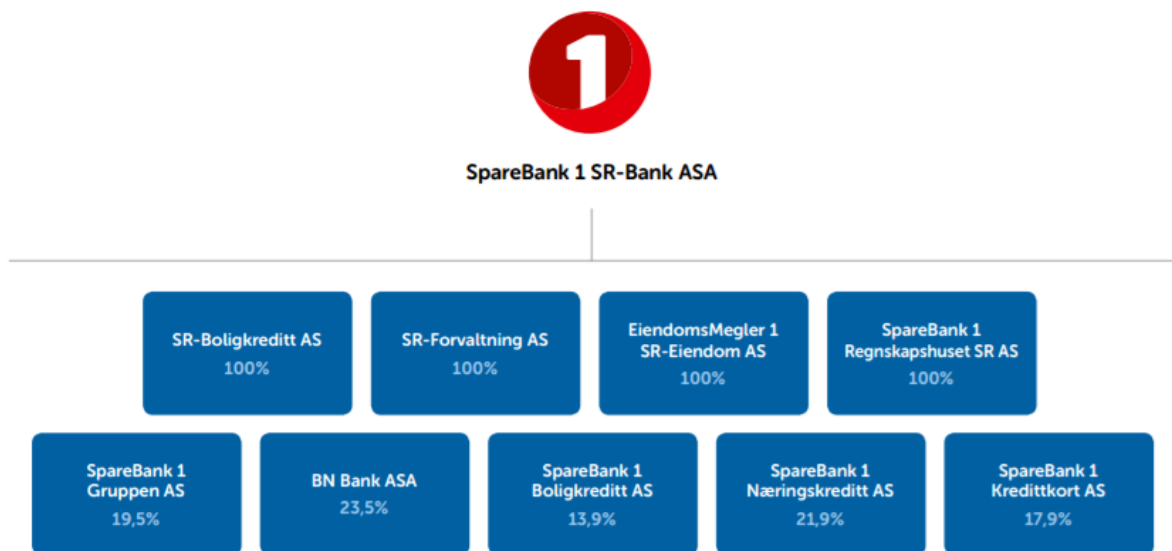 1
SpareBank 1 SR-Bank ASA
SR-Boligkreditt AS
100%
SR-Forvaltning AS
100%
EiendomsMegler 1
SR-Eiendom AS
100%
SpareBank 1
Regnskapshuset SR AS
100%
SpareBank 1
Gruppen AS
19,5%
BN Bank ASA
23,5%
SpareBank 1
Boligkreditt AS
13,9%
SpareBank 1
Næringskreditt AS
21,9%
SpareBank 1
Kredittkort AS
17,9%